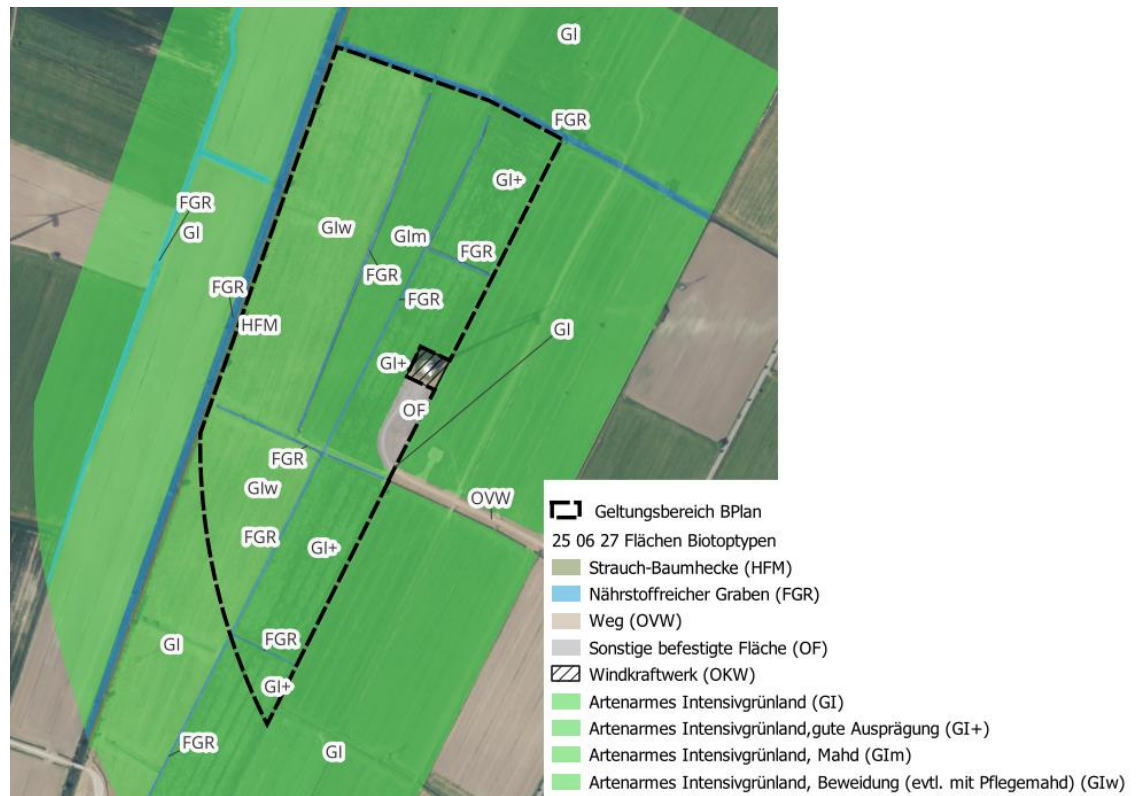 GI
FGR
GI+
FGR
GI
GIw
GIm
FGR
FGR
FGR
FGR
HFM
GI
GI+
OF
FGR
GIw
OVW
FGR
GI+
FGR
GI
GI+
FGR
GI
Geltungsbereich BPlan
25 06 27 Flächen Biotoptypen
Strauch-Baumhecke (HFM)
Nährstoffreicher Graben (FGR)
Weg (OVW)
Sonstige befestigte Fläche (OF)
Windkraftwerk (OKW)
Artenarmes Intensivgrünland (GI)
Artenarmes Intensivgrünland,gute Ausprägung (GI+)
Artenarmes Intensivgrünland, Mahd (GIm)
Artenarmes Intensivgrünland, Beweidung (evtl. mit Pflegemahd) (GIw)